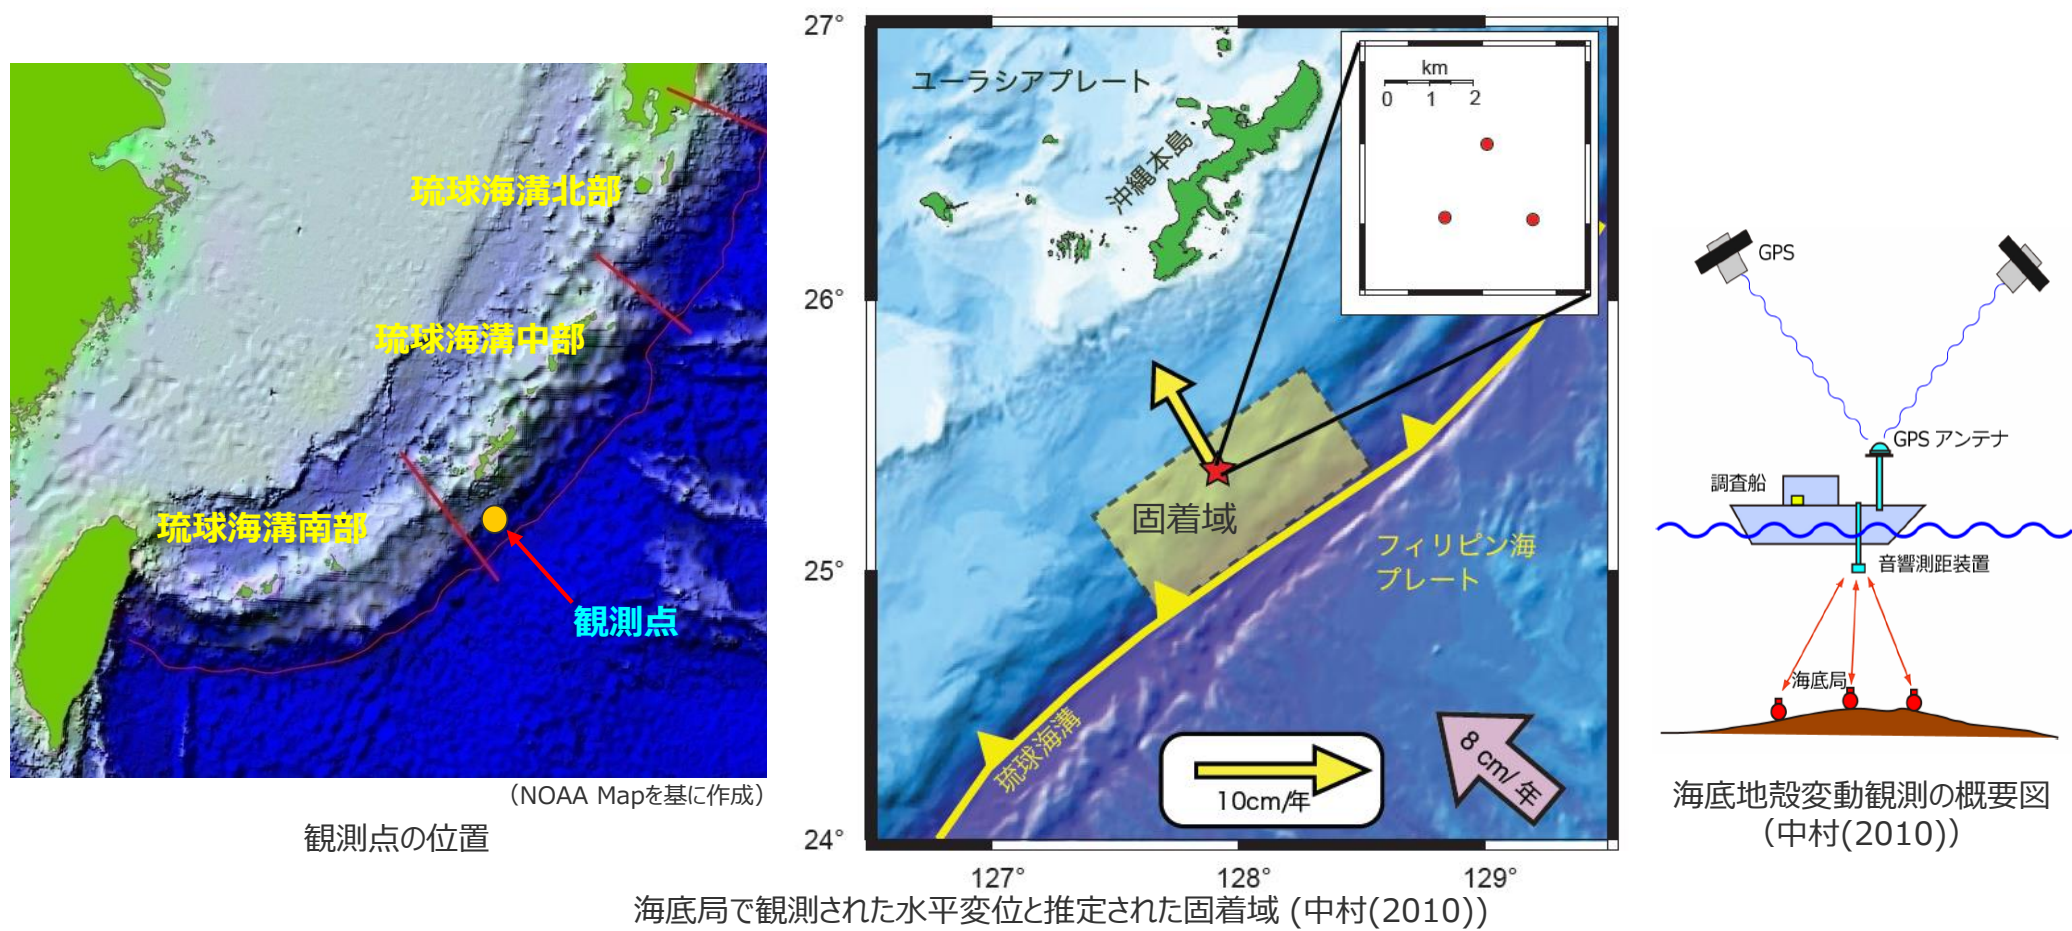 琉球海溝北部
琉球海溝中部
琉球海溝南部
観測点
（NOAA Mapを基に作成）
観測点の位置
27°
26°
25°
24°
127°
128°
129°
ユーラシアプレート
沖縄本島
km
0 1 2
固着域
フィリピン海
プレート
琉球海溝
10cm/年
8 cm/年
海底局で観測された水平変位と推定された固着域 (中村(2010))
GPS
GPS アンテナ
調査船
音響測距装置
海底局
海底地殻変動観測の概要図
（中村(2010)）